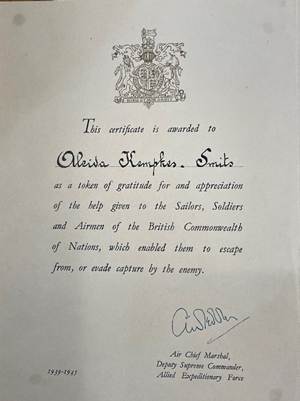 This certificate is awarded to
Aleida Kemphes-Smits
as a token of gratitude for and appreciation
of the help given to the Sailors, Soldiers
and Airmen of the British Commonwealth
of Nations, which enabled them to escape
from, or evade capture by the enemy.
Air Chief Marshal,
Deputy Supreme Commander,
1939-1945
Allied Expeditionary Force